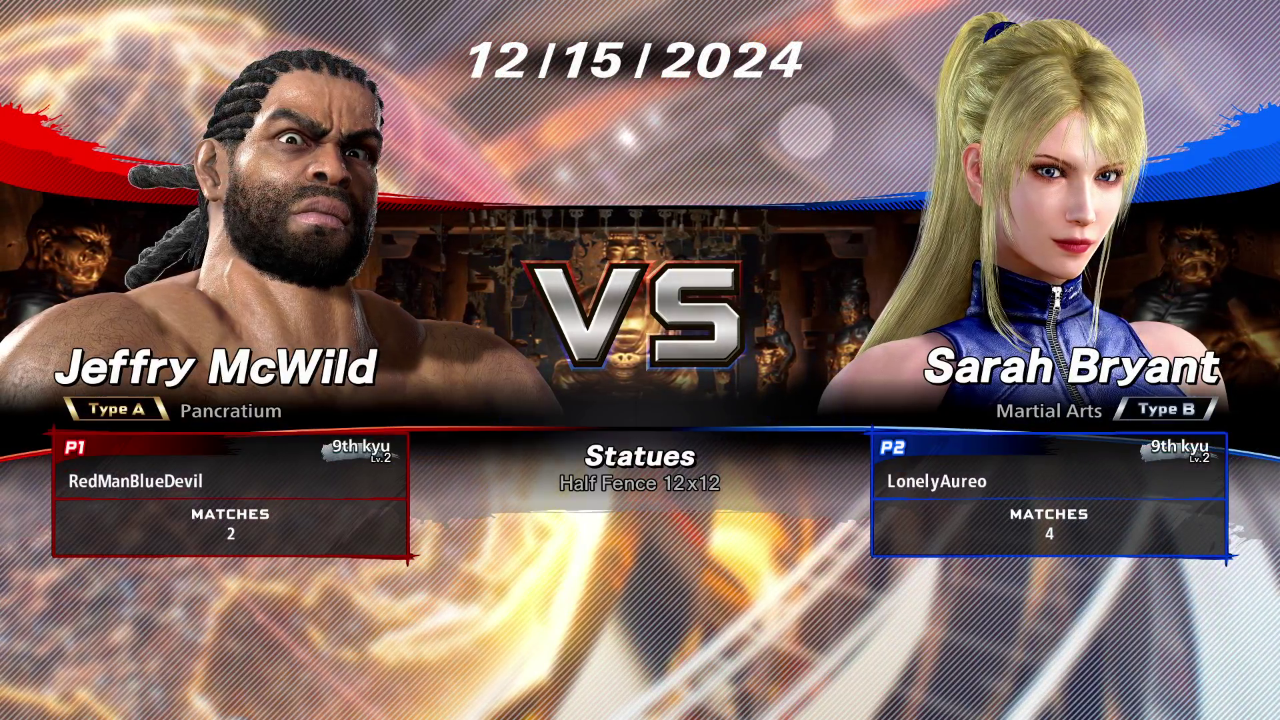 12/15/2024
VS
Jeffry McWild
Type A Pancratium
Sarah Bryant
Martial Arts Type B
P1 9th kyu
Lv.2
RedManBlueDevil
MATCHES
2
Statues
Half Fence 12x12
P2 9th kyu
Lv.2
LonelyAureo
MATCHES
4